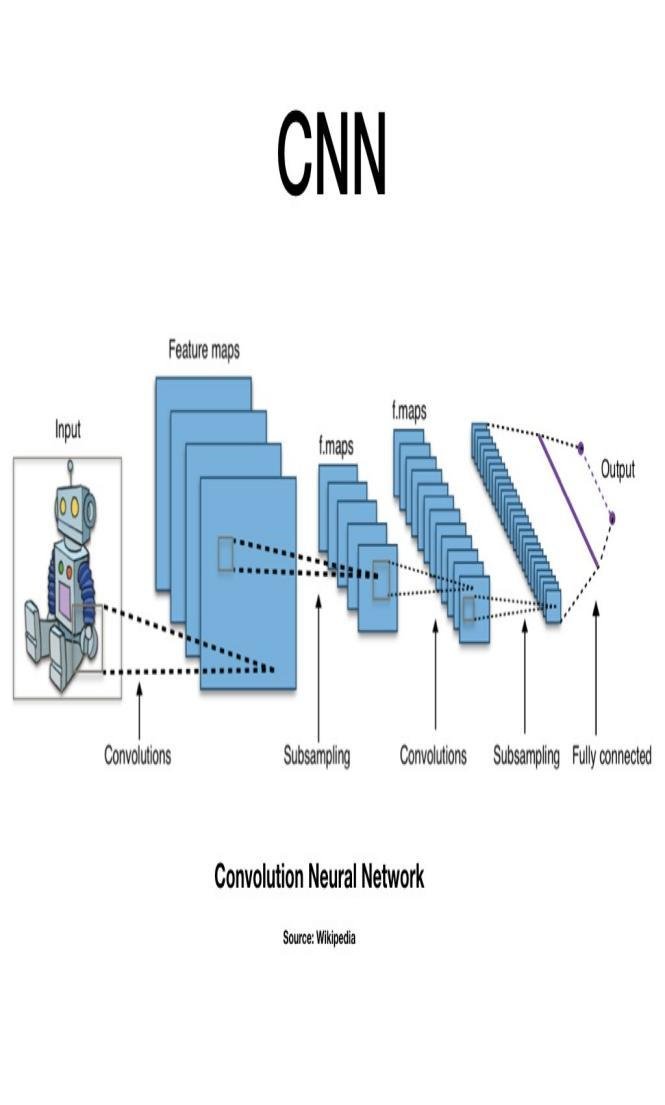 CNN
Feature maps
Input
f.maps
f.maps
Output
Convolutions
Subsampling
Convolutions
Subsampling
Fully connected
Convolution Neural Network
Source: Wikipedia